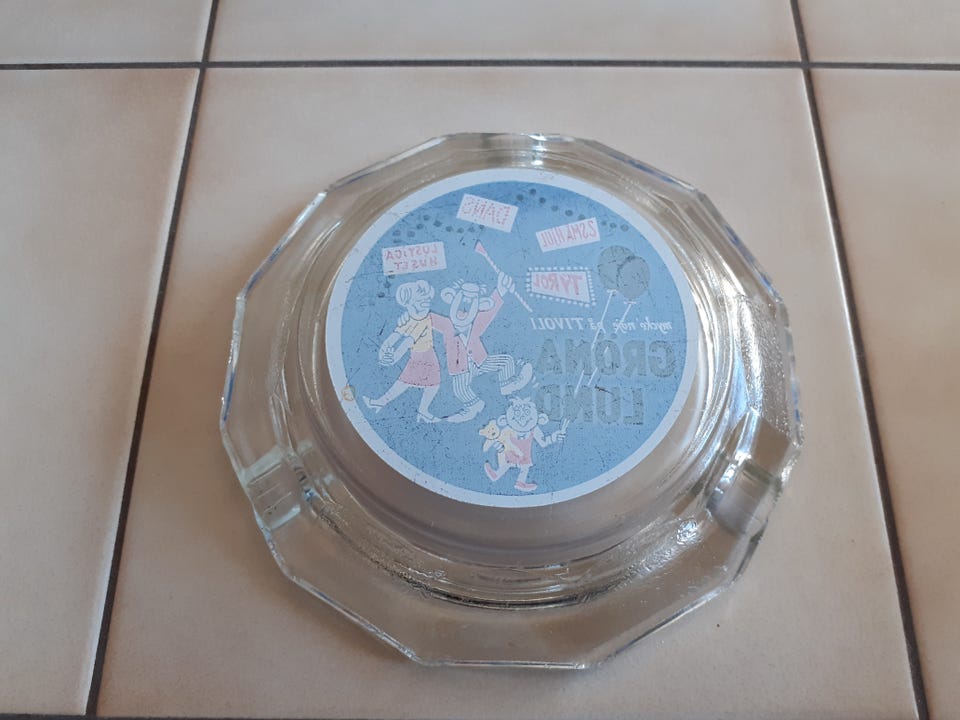 DANS
LUSTIGA
HUSET
TYROL
mycke nöje på TIVOLI
GRÖNA
LUND